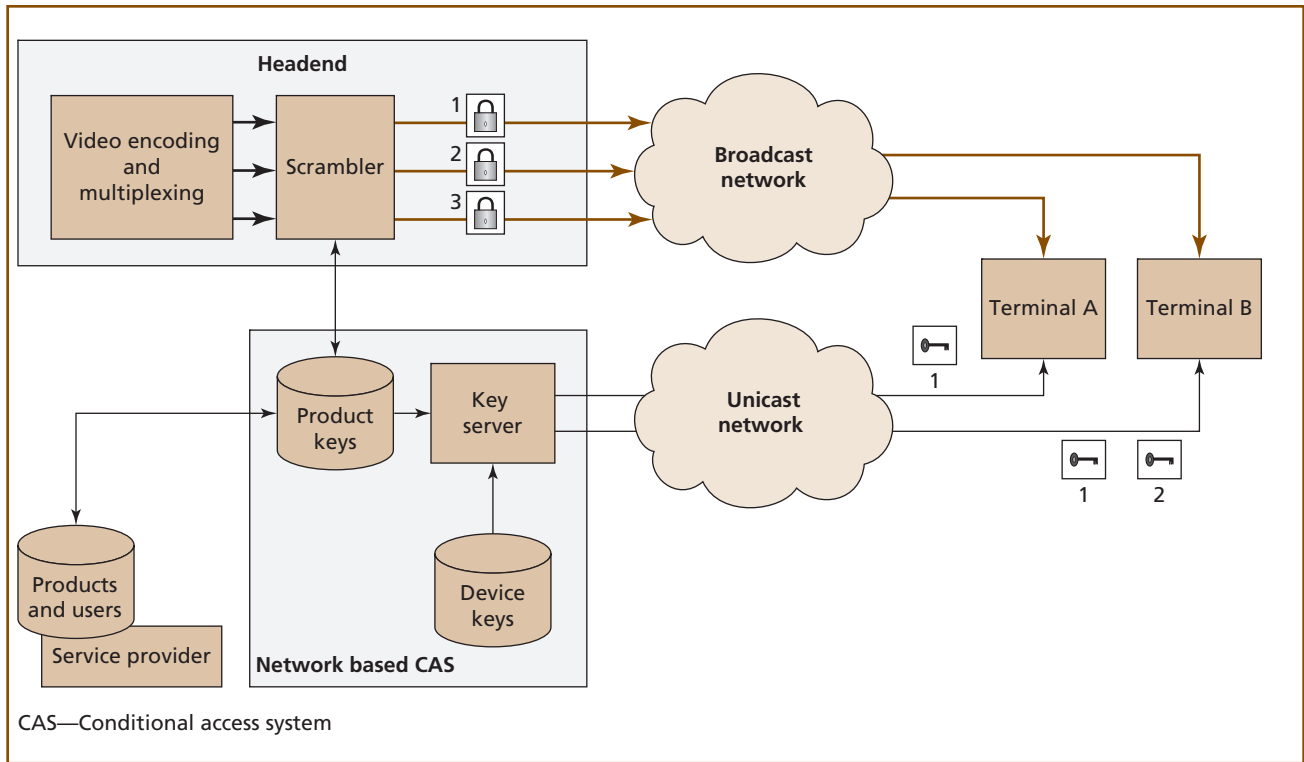 Headend
Video encoding
and
multiplexing
Scrambler
1
2
3
Broadcast
network
Terminal A
Terminal B
Product
keys
Key
server
Unicast
network
1
1
2
Products
and users
Service provider
Device
keys
Network based CAS
CAS—Conditional access system